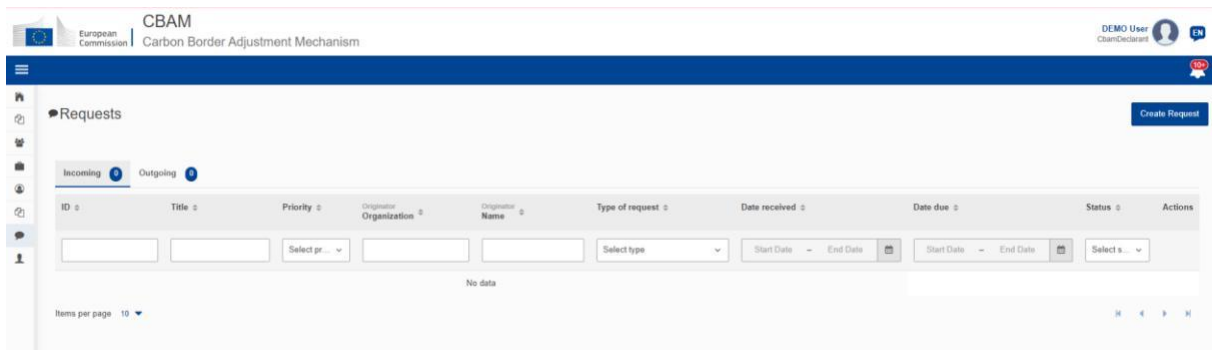 European
Commission
CBAM
Carbon Border Adjustment Mechanism
DEMO User
CbamDeclarant
EN
10+
Requests
Create Request
Incoming 0
Outgoing 0
ID
Title
Priority
Originator
Organization
Originator
Name
Type of request
Date received
Date due
Status
Actions
Select pr...
Select type
Start Date – End Date
Start Date – End Date
Select s...
No data
Items per page 10